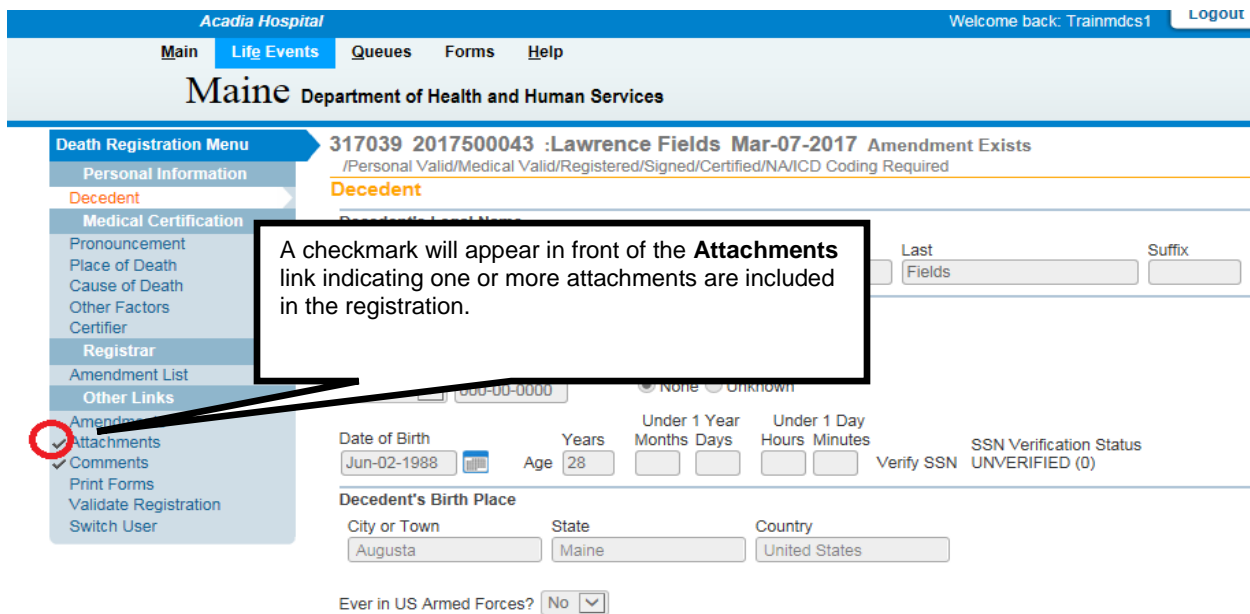 Acadia Hospital Welcome back: Trainmdcs1 Logout
Main Life Events Queues Forms Help
Maine Department of Health and Human Services
Death Registration Menu
Personal Information
Decedent
Medical Certification
Pronouncement
Place of Death
Cause of Death
Other Factors
Certifier
Registrar
Amendment List
Other Links
Amendments
Attachments
Comments
Print Forms
Validate Registration
Switch User
317039 2017500043 :Lawrence Fields Mar-07-2017 Amendment Exists
/Personal Valid/Medical Valid/Registered/Signed/Certified/NA/ICD Coding Required
Decedent
Decedent's Legal Name
A checkmark will appear in front of the Attachments
link indicating one or more attachments are included
in the registration.
Last Suffix
Fields
000-00-0000 None Unknown
Under 1 Year Under 1 Day
Date of Birth Years Months Days Hours Minutes SSN Verification Status
Jun-02-1988 Age 28 Verify SSN UNVERIFIED (0)
Decedent's Birth Place
City or Town State Country
Augusta Maine United States
Ever in US Armed Forces? No